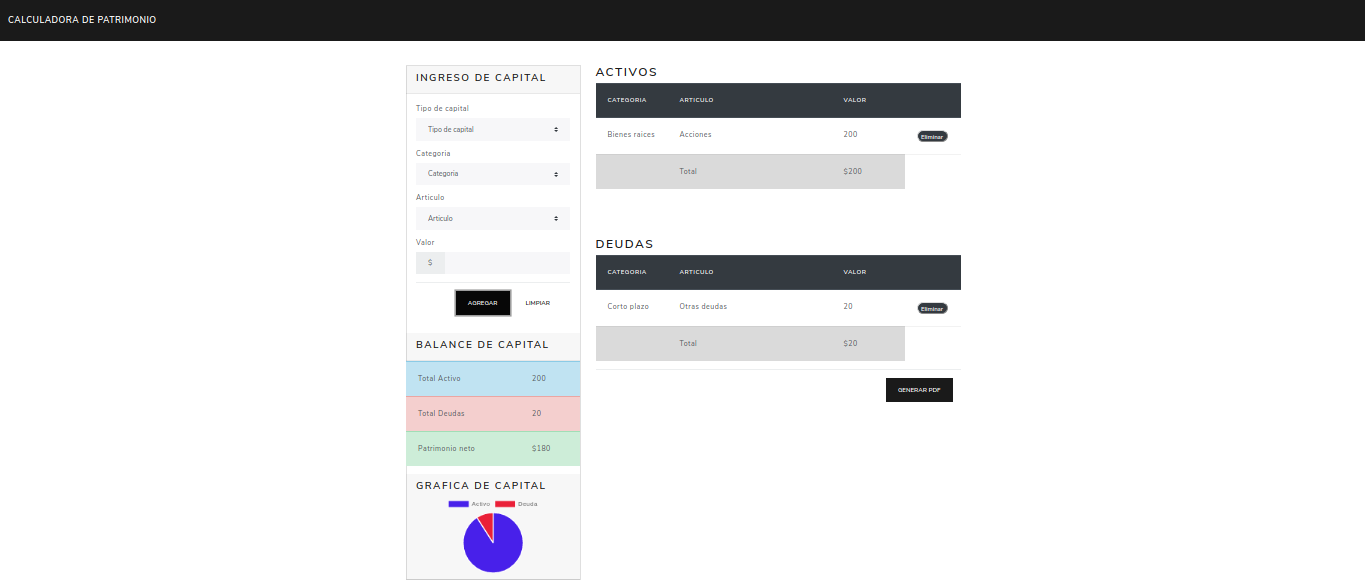 CALCULADORA DE PATRIMONIO
INGRESO DE CAPITAL
Tipo de capital
Tipo de capital
Categoria
Categoria
Articulo
Articulo
Valor
$
AGREGAR LIMPIAR
BALANCE DE CAPITAL
Total Activo 200
Total Deudas 20
Patrimonio neto $180
GRAFICA DE CAPITAL
Activo Deuda
ACTIVOS
CATEGORIA ARTICULO VALOR
Bienes raices Acciones 200 Eliminar
Total $200
DEUDAS
CATEGORIA ARTICULO VALOR
Corto plazo Otras deudas 20 Eliminar
Total $20
GENERAR PDF